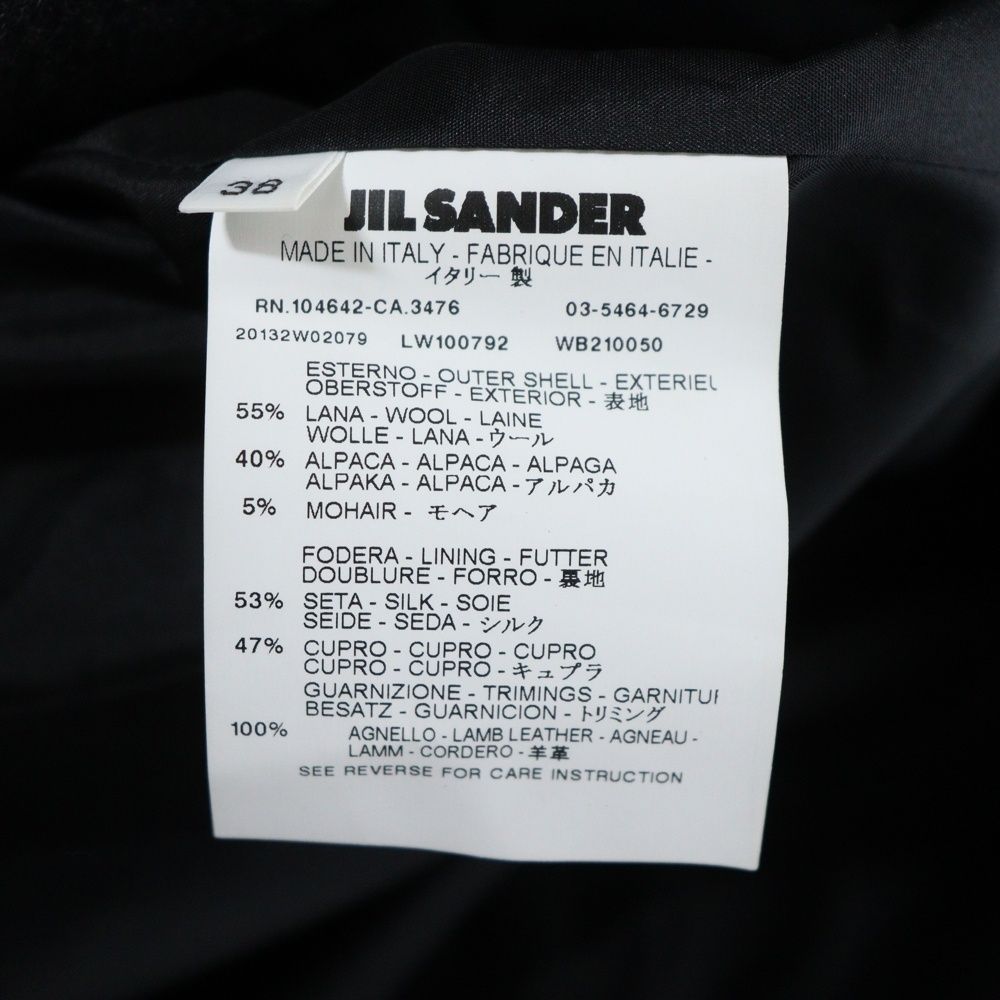 38
JIL SANDER
MADE IN ITALY - FABRIQUE EN ITALIE -
イタリー 製
RN.104642-CA.3476 03-5464-6729
20132W02079 LW100792 WB210050
ESTERNO - OUTER SHELL - EXTERIEU
OBERSTOFF - EXTERIOR - 表地
55% LANA - WOOL - LAINE
WOLLE - LANA - ウール
40% ALPACA - ALPACA - ALPAGA
ALPAKA - ALPACA - アルパカ
5% MOHAIR - モヘア
FODERA - LINING - FUTTER
DOUBLURE - FORRO - 裏地
53% SETA - SILK - SOIE
SEIDE - SEDA - シルク
47% CUPRO - CUPRO - CUPRO
CUPRO - CUPRO - キュプラ
GUARNIZIONE - TRIMINGS - GARNITUR
BESATZ - GUARNICION - トリミング
100% AGNELLO - LAMB LEATHER - AGNEAU -
LAMM - CORDERO - 羊革
SEE REVERSE FOR CARE INSTRUCTION